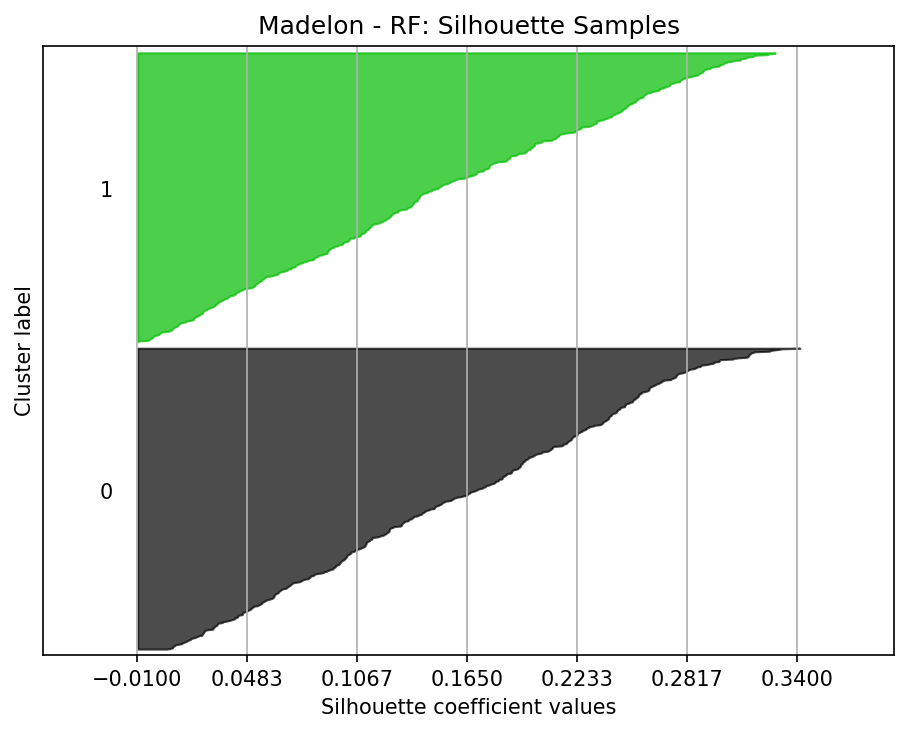 Madelon - RF: Silhouette Samples
1
Cluster label
0
−0.0100 0.0483 0.1067 0.1650 0.2233 0.2817 0.3400
Silhouette coefficient values